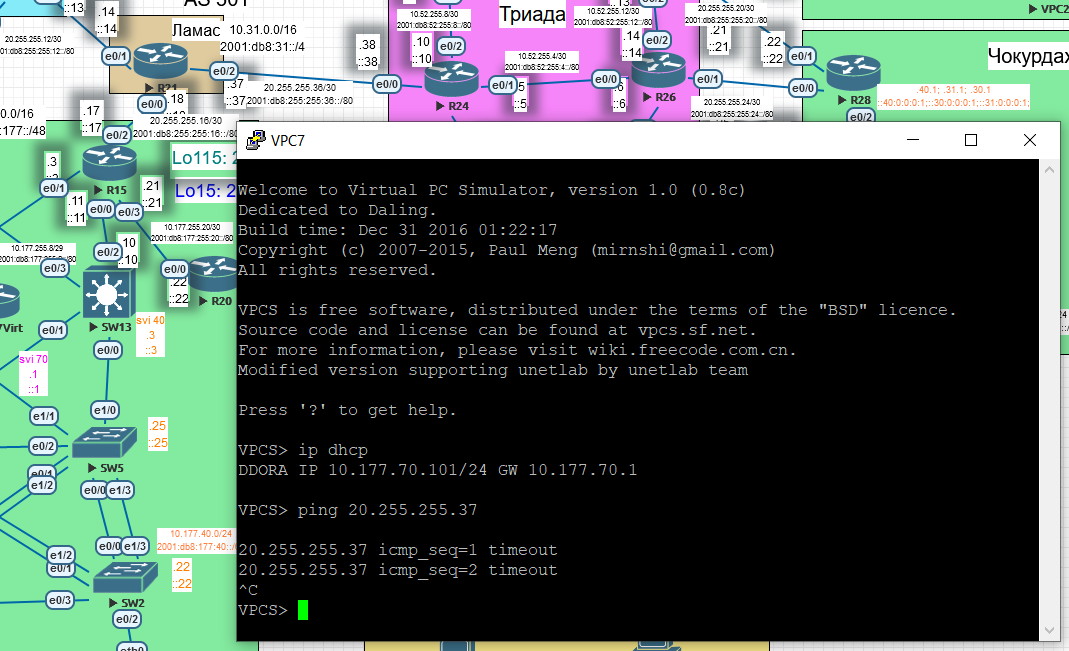 AS 301
.13
::13
.14
::14
Ламас
10.31.0.0/16
2001:db8:31::/4
e0/1
R21
e0/2
.37
::37
20.255.255.36/30
2001:db8:255:255:36::/80
.38
::38
e0/0
10.52.255.8/30
2001:db8:52:255:8::/80
.10
::10
e0/2
R24
Триада
10.52.255.4/30
2001:db8:52:255:4::/80
e0/1
::5
10.52.255.12/30
2001:db8:52:255:12::/80
.14
::14
e0/2
e0/0
::6
R26
e0/1
20.255.255.20/30
2001:db8:255:255:20::/80
.21
::21
20.255.255.24/30
2001:db8:255:255:24::/80
.22
::22
VPC2
Чокурдах
e0/1
e0/0
R28
e0/2
.40.1; .31.1; .30.1
::40:0:0:0:1;::30:0:0:0:1;::31:0:0:0:1;
20.255.255.12/30
01:db8:255:255:12::/80
0.0/16
:177::/48
.17
::17
e0/0
.18
20.255.255.16/30
2001:db8:255:255:16::/80
e0/2
.3
e0/1
R15
Lo115: 2
Lo15: 2
.11
::11
e0/0
e0/3
.21
::21
10.177.255.8/29
e0/3
e0/2
10
::10
10.177.255.20/30
2001:db8:177:255:20::/80
e0/0
.22
::22
R20
SW13
svi 40
.3
::3
Virt
e0/1
e0/0
svi 70
.1
::1
e1/1
e1/0
e0/2
SW5
.25
::25
e0/1
e1/2
e0/0
e1/3
10.177.40.0/24
2001:db8:177:40::/
e0/0
e1/3
e1/2
e0/1
SW2
.22
::22
e0/3
e0/2
eth0
VPC7
Welcome to Virtual PC Simulator, version 1.0 (0.8c)
Dedicated to Daling.
Build time: Dec 31 2016 01:22:17
Copyright (c) 2007-2015, Paul Meng (mirnshi@gmail.com)
All rights reserved.
VPCS is free software, distributed under the terms of the "BSD" licence.
Source code and license can be found at vpcs.sf.net.
For more information, please visit wiki.freecode.com.cn.
Modified version supporting unetlab by unetlab team
Press '?' to get help.
VPCS> ip dhcp
DDORA IP 10.177.70.101/24 GW 10.177.70.1
VPCS> ping 20.255.255.37
20.255.255.37 icmp_seq=1 timeout
20.255.255.37 icmp_seq=2 timeout
^C
VPCS>